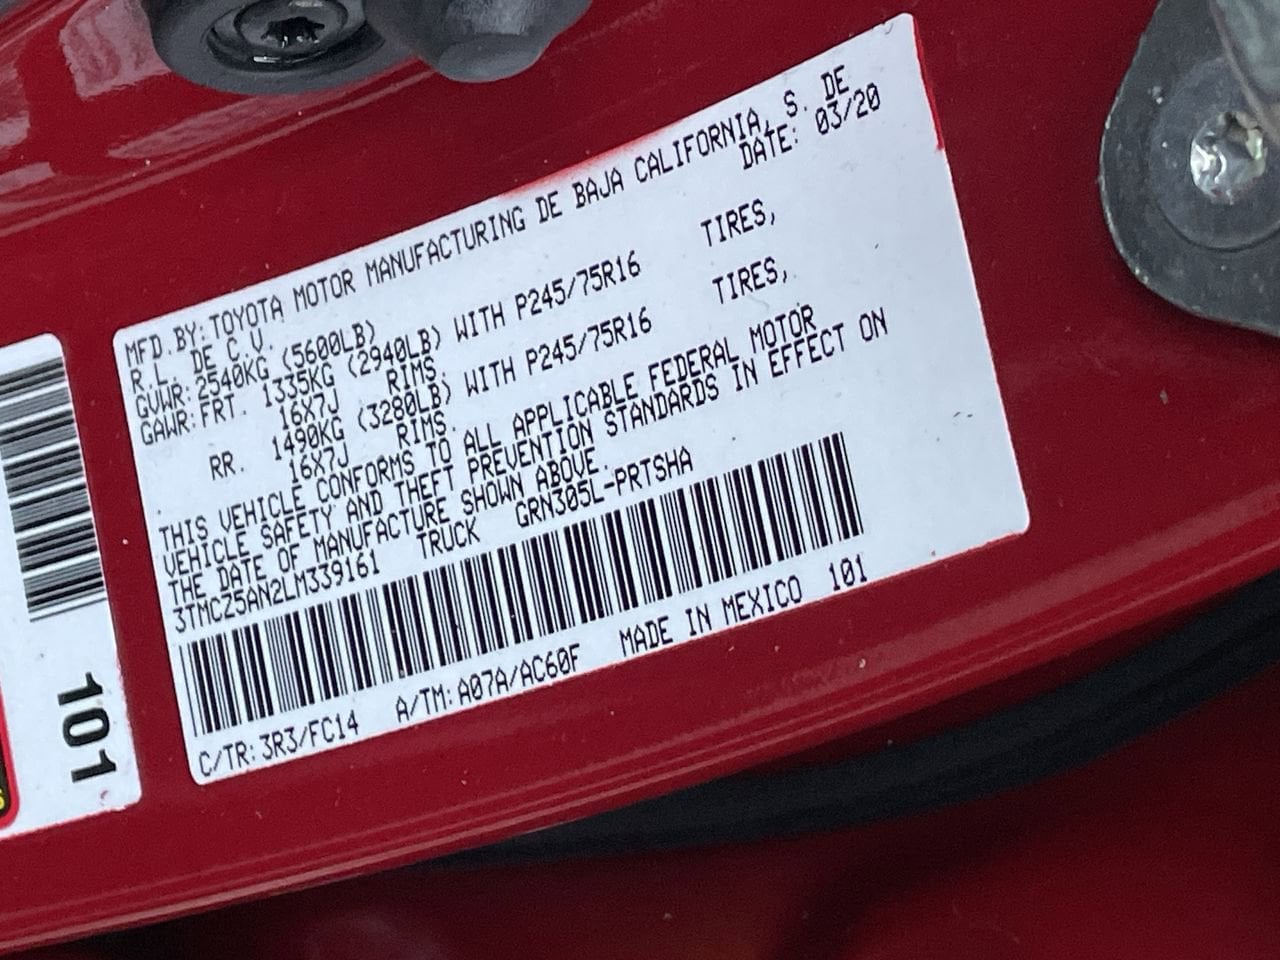 MFD. BY: TOYOTA MOTOR MANUFACTURING DE BAJA CALIFORNIA, S. DE
R.L. DE C.V. DATE: 03/20
GVWR: 2540KG (5600LB)
GAWR: FRT. 1335KG (2940LB) WITH P245/75R16 TIRES,
16X7J RIMS.
RR. 1490KG (3280LB) WITH P245/75R16 TIRES,
16X7J RIMS.
THIS VEHICLE CONFORMS TO ALL APPLICABLE FEDERAL MOTOR
VEHICLE SAFETY AND THEFT PREVENTION STANDARDS IN EFFECT ON
THE DATE OF MANUFACTURE SHOWN ABOVE.
3TMCZ5AN2LM339161 TRUCK GRN305L-PRTSHA
C/TR: 3R3/FC14 A/TM: A07A/AC60F MADE IN MEXICO 101
101